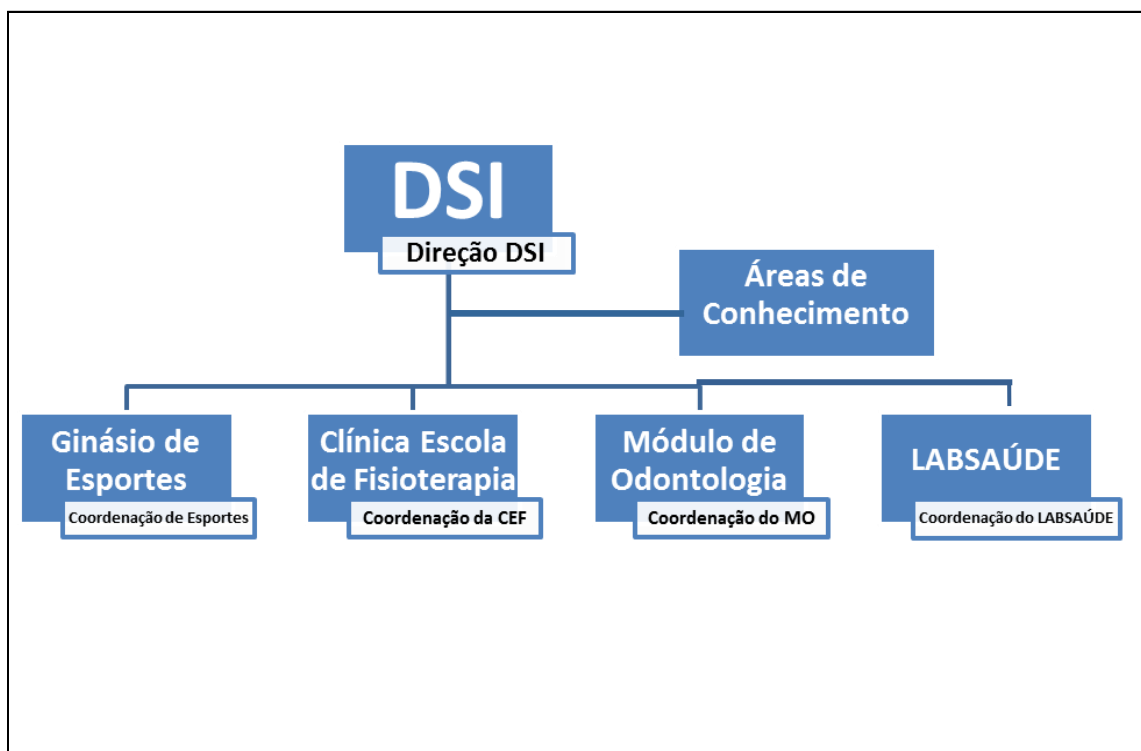 DSI
Direção DSI
Áreas de
Conhecimento
Ginásio de
Esportes
Coordenação de Esportes
Clínica Escola
de Fisioterapia
Coordenação da CEF
Módulo de
Odontologia
Coordenação do MO
LABSAÚDE
Coordenação do LABSAÚDE